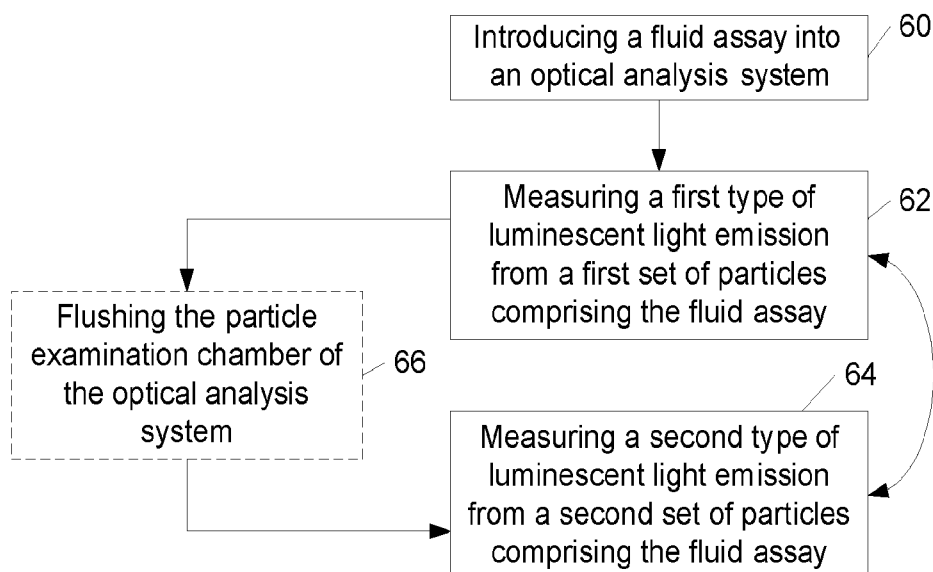 Introducing a fluid assay into
an optical analysis system
60
Measuring a first type of
luminescent light emission
from a first set of particles
comprising the fluid assay
62
Flushing the particle
examination chamber of
the optical analysis
system
66
64
Measuring a second type of
luminescent light emission
from a second set of particles
comprising the fluid assay